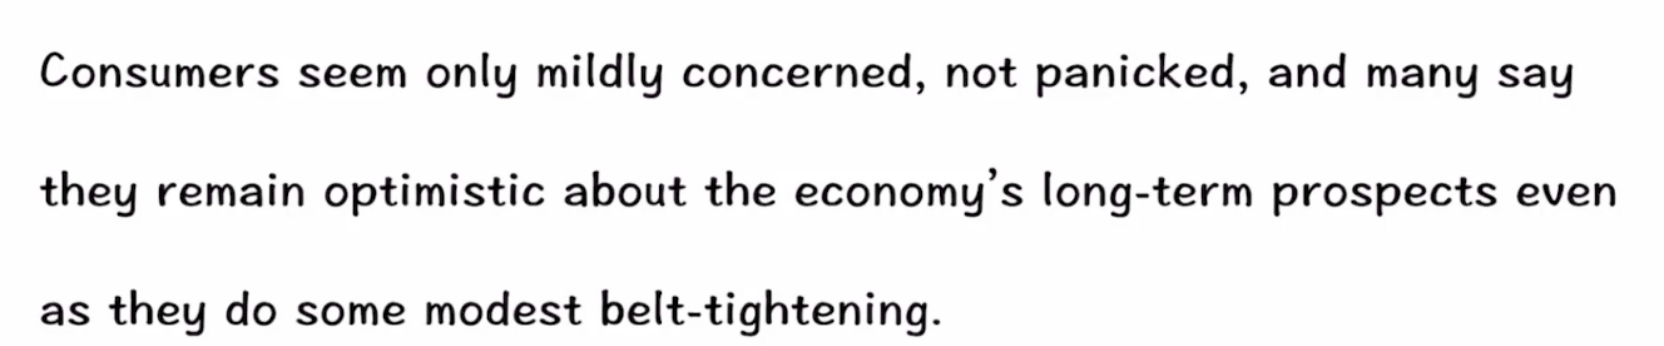 Consumers seem only mildly concerned, not panicked, and many say
they remain optimistic about the economy’s long-term prospects even
as they do some modest belt-tightening.